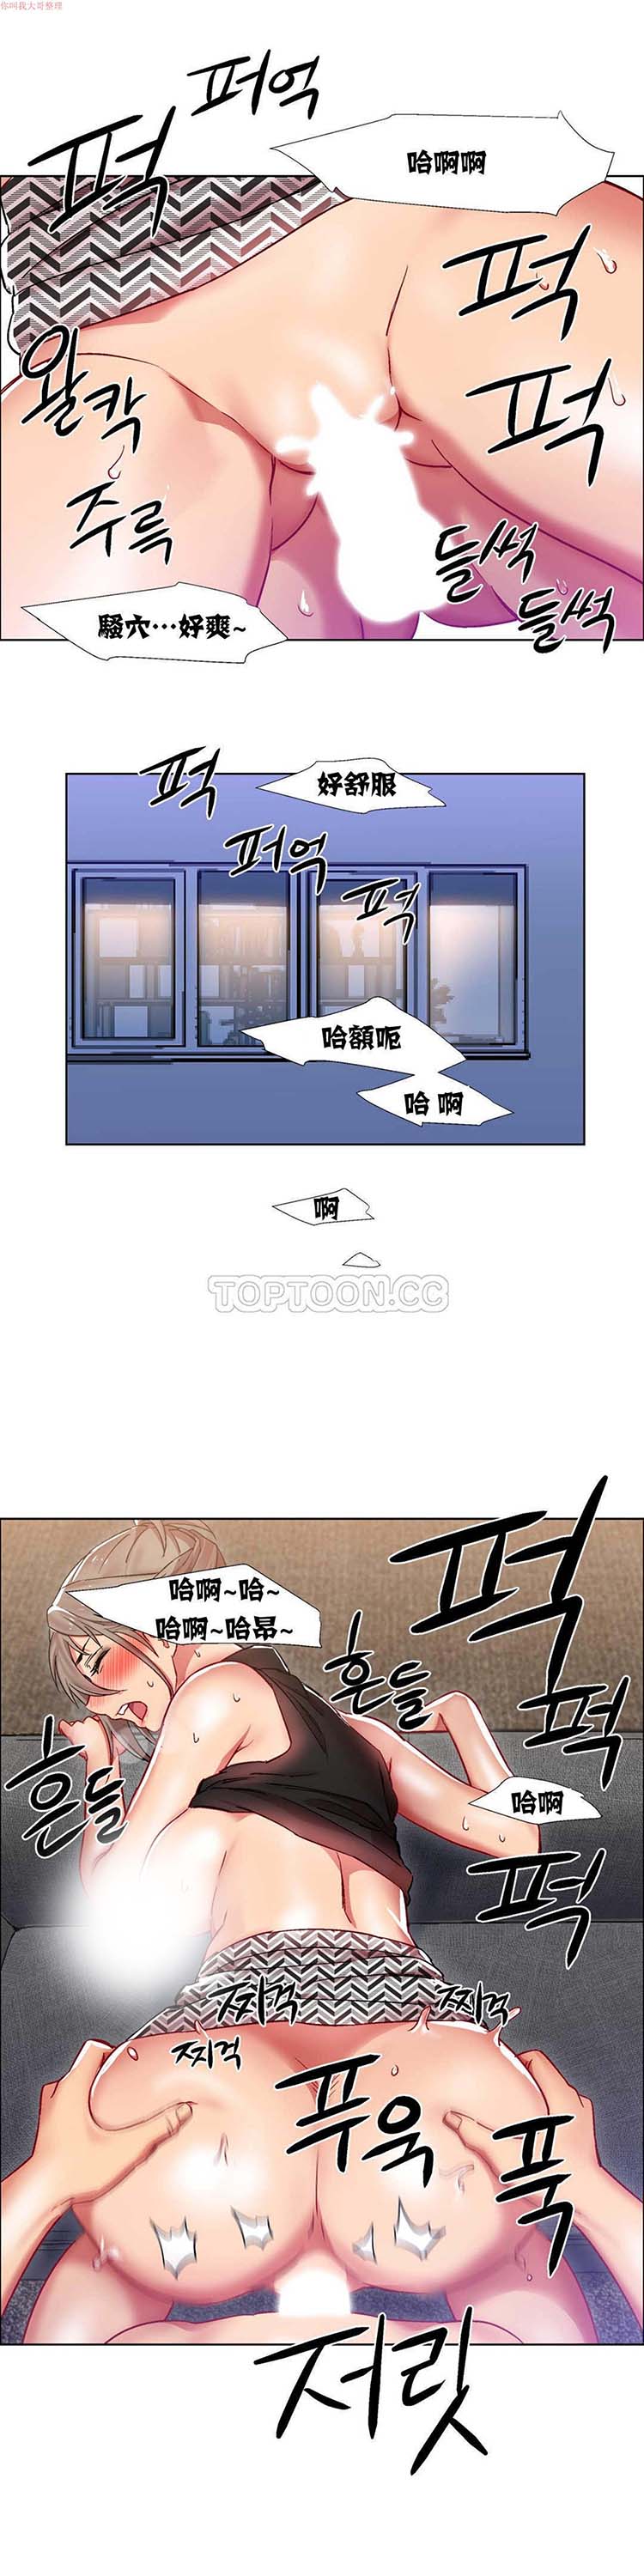 你叫我大哥整理
퍼억
퍽
哈啊啊
퍽
왈칵
퍽
주륵
들썩
들썩
騷穴…好爽~
퍽
好舒服
퍼억
퍽
哈額呃
哈 啊
啊
TOPTOON.CC
퍽
哈啊~哈~
哈啊~哈昂~
흔들
퍽
흔들
哈啊
퍽
찌걱
찌걱
찌걱
푸욱
푹
저릿